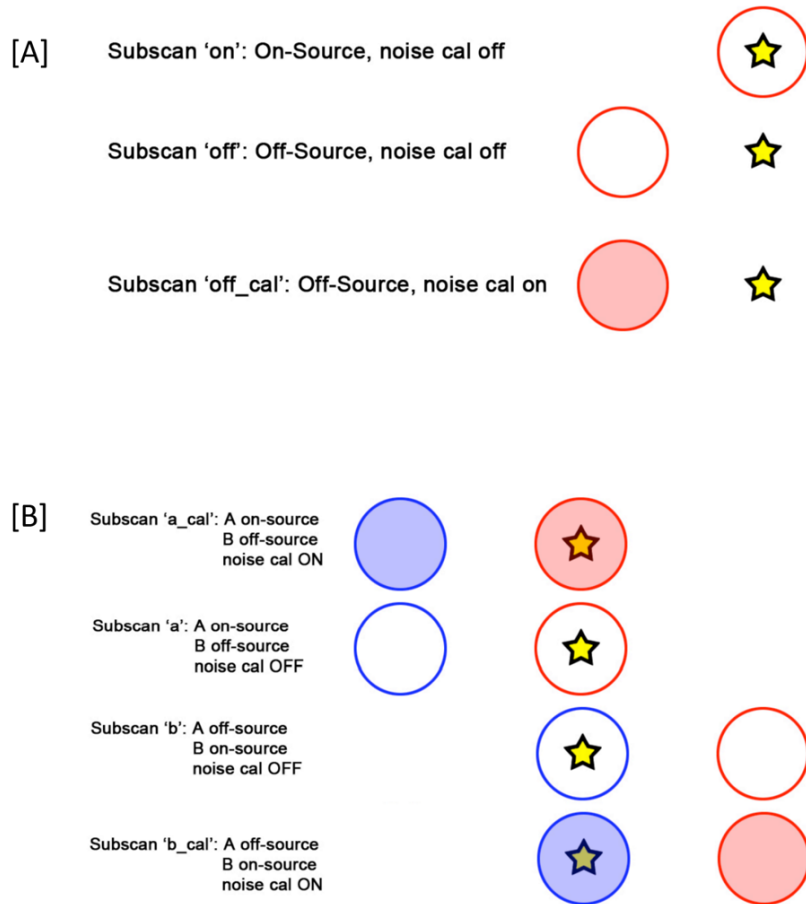 [A]
Subscan ‘on’: On-Source, noise cal off
Subscan ‘off’: Off-Source, noise cal off
Subscan ‘off_cal’: Off-Source, noise cal on
[B]
Subscan ‘a_cal’: A on-source
B off-source
noise cal ON
Subscan ‘a’: A on-source
B off-source
noise cal OFF
Subscan ‘b’: A off-source
B on-source
noise cal OFF
Subscan ‘b_cal’: A off-source
B on-source
noise cal ON